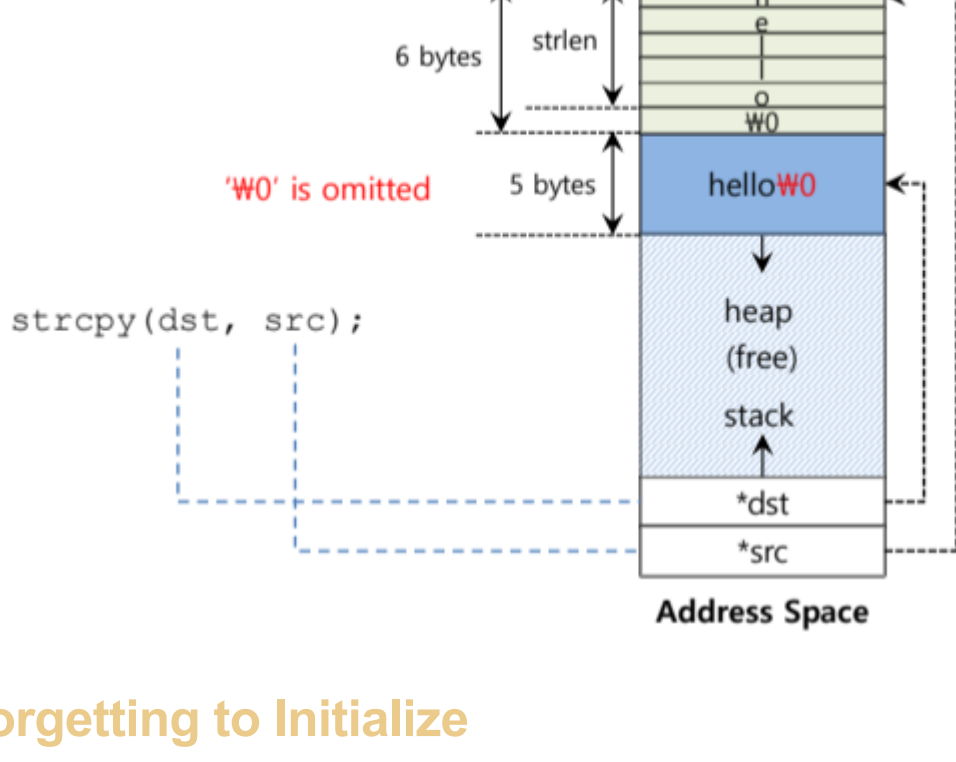 e
l
l
o
₩0
6 bytes
strlen
'₩0' is omitted
5 bytes
hello₩0
strcpy(dst, src);
heap
(free)
stack
*dst
*src
Address Space
orgetting to Initialize